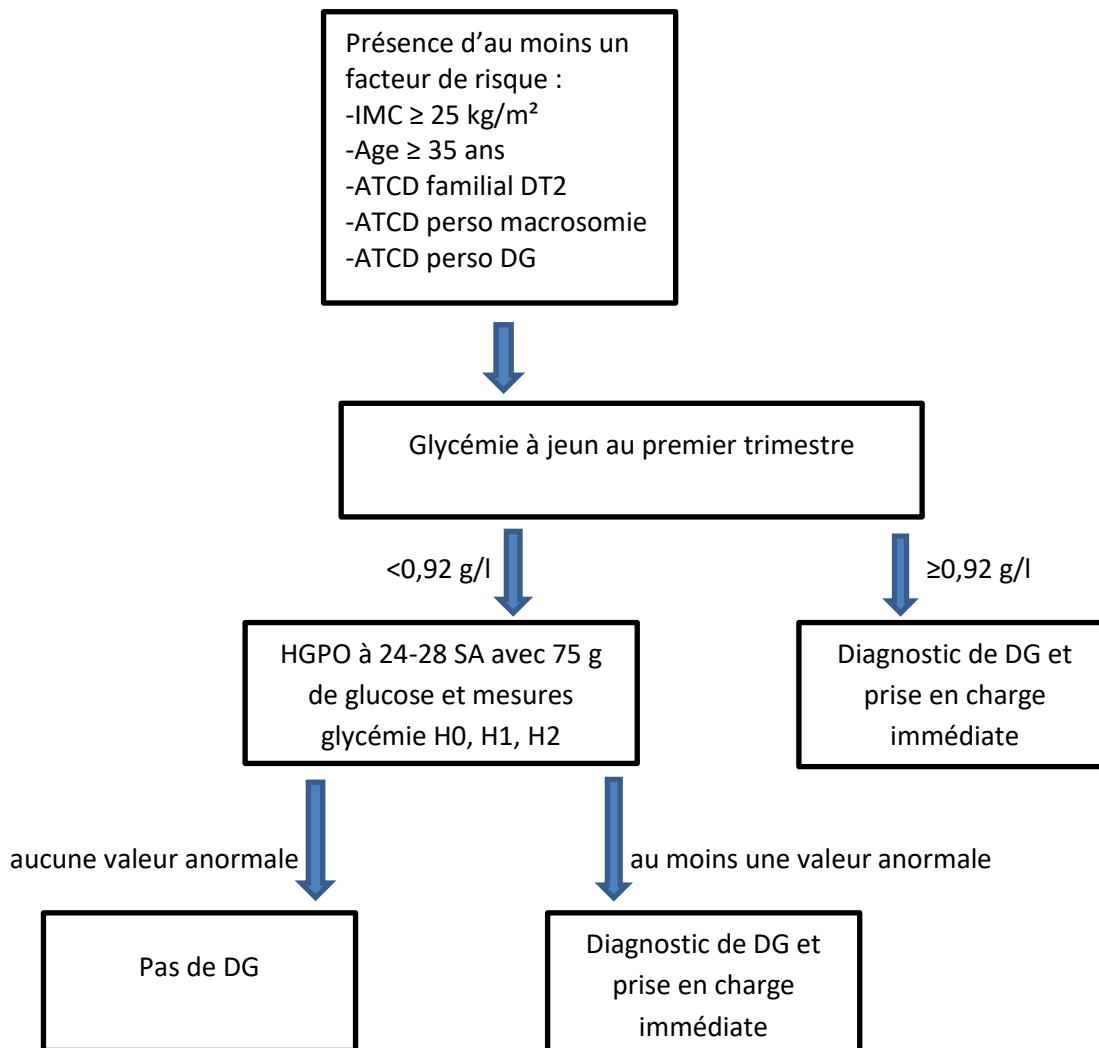 Présence d’au moins un
facteur de risque :
-IMC ≥ 25 kg/m²
-Age ≥ 35 ans
-ATCD familial DT2
-ATCD perso macrosomie
-ATCD perso DG
Glycémie à jeun au premier trimestre
<0,92 g/l
≥0,92 g/l
HGPO à 24-28 SA avec 75 g
de glucose et mesures
glycémie H0, H1, H2
Diagnostic de DG et
prise en charge
immédiate
aucune valeur anormale
au moins une valeur anormale
Pas de DG
Diagnostic de DG et
prise en charge
immédiate